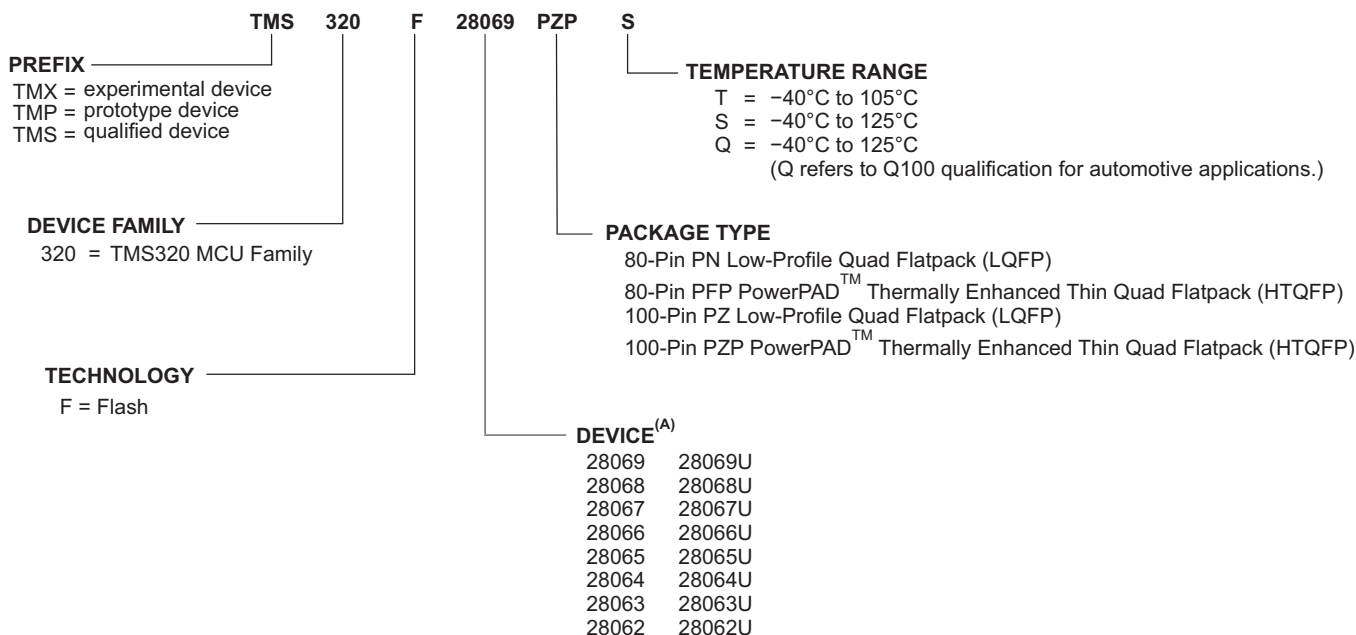 TMS 320 F 28069 PZP S
PREFIX
TMX = experimental device
TMP = prototype device
TMS = qualified device
TEMPERATURE RANGE
T = −40°C to 105°C
S = −40°C to 125°C
Q = −40°C to 125°C
(Q refers to Q100 qualification for automotive applications.)
DEVICE FAMILY
320 = TMS320 MCU Family
PACKAGE TYPE
80-Pin PN Low-Profile Quad Flatpack (LQFP)
80-Pin PFP PowerPAD™ Thermally Enhanced Thin Quad Flatpack (HTQFP)
100-Pin PZ Low-Profile Quad Flatpack (LQFP)
100-Pin PZP PowerPAD™ Thermally Enhanced Thin Quad Flatpack (HTQFP)
TECHNOLOGY
F = Flash
DEVICE(A)
28069 28069U
28068 28068U
28067 28067U
28066 28066U
28065 28065U
28064 28064U
28063 28063U
28062 28062U